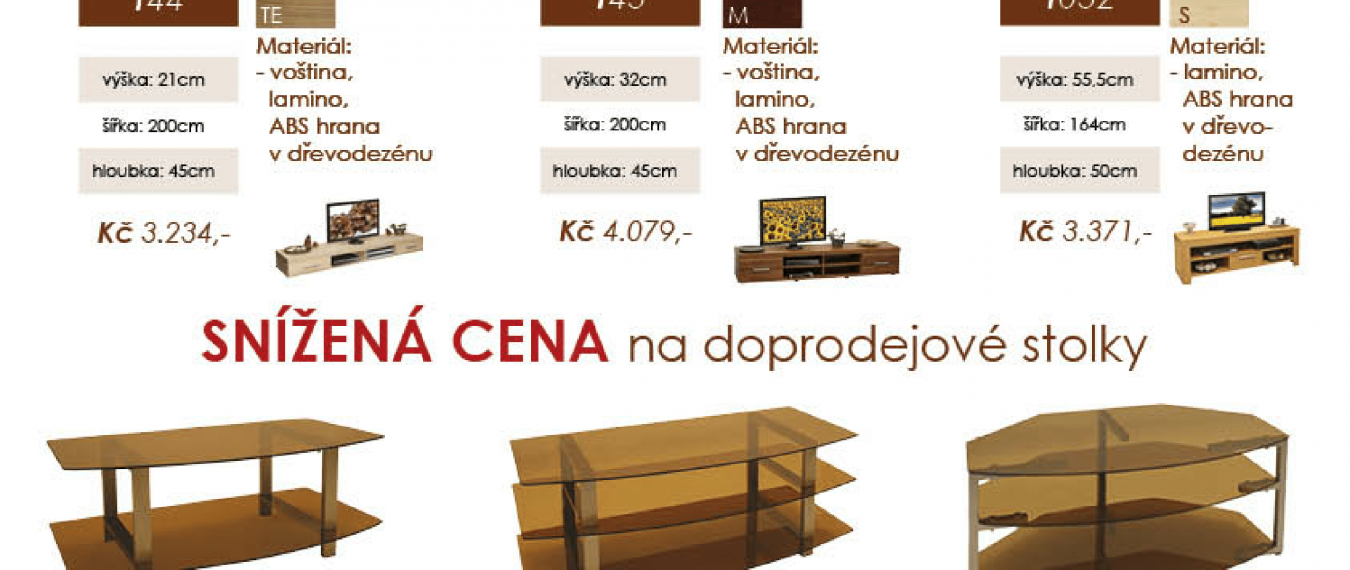 TE
Materiál:
- voština,
lamino,
ABS hrana
v dřevodezénu
výška: 21cm
šířka: 200cm
hloubka: 45cm
Kč 3.234,-
M
Materiál:
- voština,
lamino,
ABS hrana
v dřevodezénu
výška: 32cm
šířka: 200cm
hloubka: 45cm
Kč 4.079,-
S
Materiál:
- lamino,
ABS hrana
v dřevo-
dezénu
výška: 55,5cm
šířka: 164cm
hloubka: 50cm
Kč 3.371,-
SNÍŽENÁ CENA na doprodejové stolky